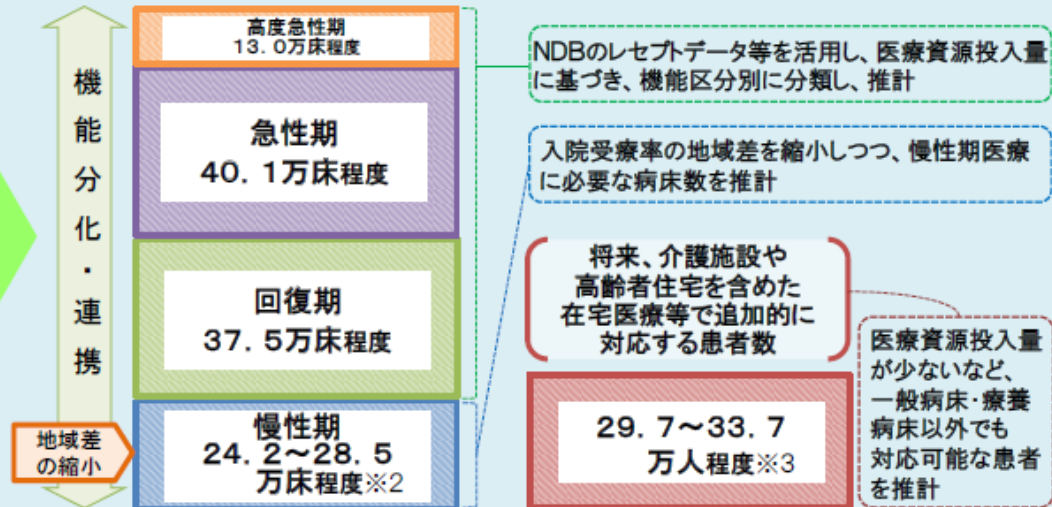 機能分化・連携
地域差
の縮小
高度急性期
13.0万床程度
急性期
40.1万床程度
回復期
37.5万床程度
慢性期
24.2～28.5
万床程度※2
NDBのレセプトデータ等を活用し、医療資源投入量
に基づき、機能区分別に分類し、推計
入院受療率の地域差を縮小しつつ、慢性期医療
に必要な病床数を推計
将来、介護施設や
高齢者住宅を含めた
在宅医療等で追加的に
対応する患者数
29.7～33.7
万人程度※3
医療資源投入量
が少ないなど、
一般病床・療養
病床以外でも
対応可能な患者
を推計